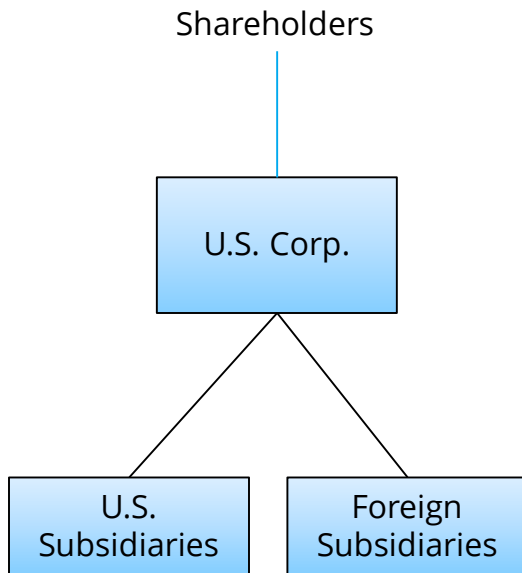 Shareholders
U.S. Corp.
U.S.
Subsidiaries
Foreign
Subsidiaries